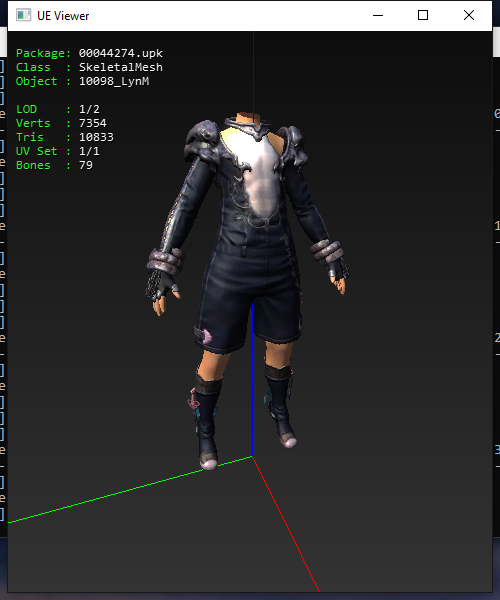 UE Viewer
Package: 00044274.upk
Class : SkeletalMesh
Object : 10098_LynM
LOD : 1/2
Verts : 7354
Tris : 10833
UV Set : 1/1
Bones : 79